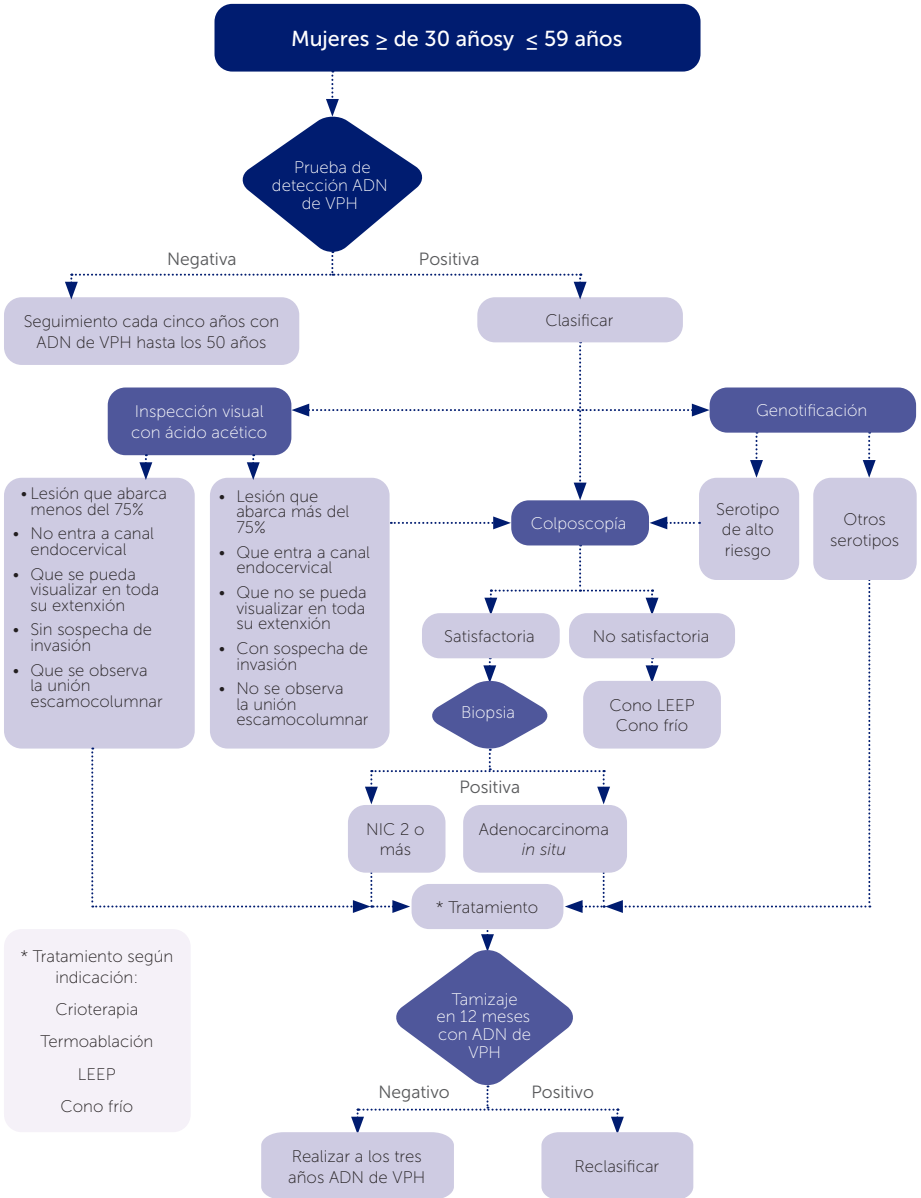 Mujeres ≥ de 30 añosy ≤ 59 años
Prueba de
detección ADN
de VPH
Negativa
Positiva
Seguimiento cada cinco años con
ADN de VPH hasta los 50 años
Clasificar
Inspección visual
con ácido acético
Genotificación
• Lesión que abarca
menos del 75%
• No entra a canal
endocervical
• Que se pueda
visualizar en toda
su extenxión
• Sin sospecha de
invasión
• Que se observa
la unión
escamocolumnar
• Lesión que
abarca más del
75%
• Que entra a canal
endocervical
• Que no se pueda
visualizar en toda
su extenxión
• Con sospecha de
invasión
• No se observa
la unión
escamocolumnar
Colposcopía
Serotipo
de alto
riesgo
Otros
serotipos
Satisfactoria
No satisfactoria
Biopsia
Cono LEEP
Cono frío
Positiva
NIC 2 o
más
Adenocarcinoma
in situ
* Tratamiento
* Tratamiento según
indicación:
Crioterapia
Termoablación
LEEP
Cono frío
Tamizaje
en 12 meses
con ADN de
VPH
Negativo
Positivo
Realizar a los tres
años ADN de VPH
Reclasificar